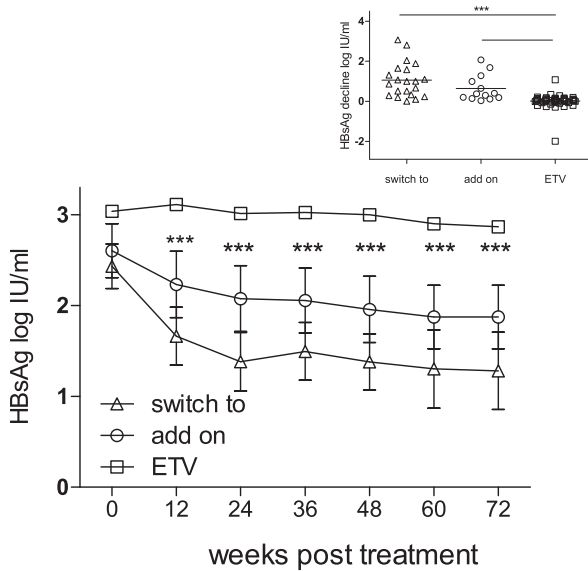 ***
HBsAg decline log IU/ml
4
2
0
-2
switch to add on ETV
HBsAg log IU/ml
3
2
1
0
*** *** *** *** *** ***
switch to
add on
ETV
0 12 24 36 48 60 72
weeks post treatment